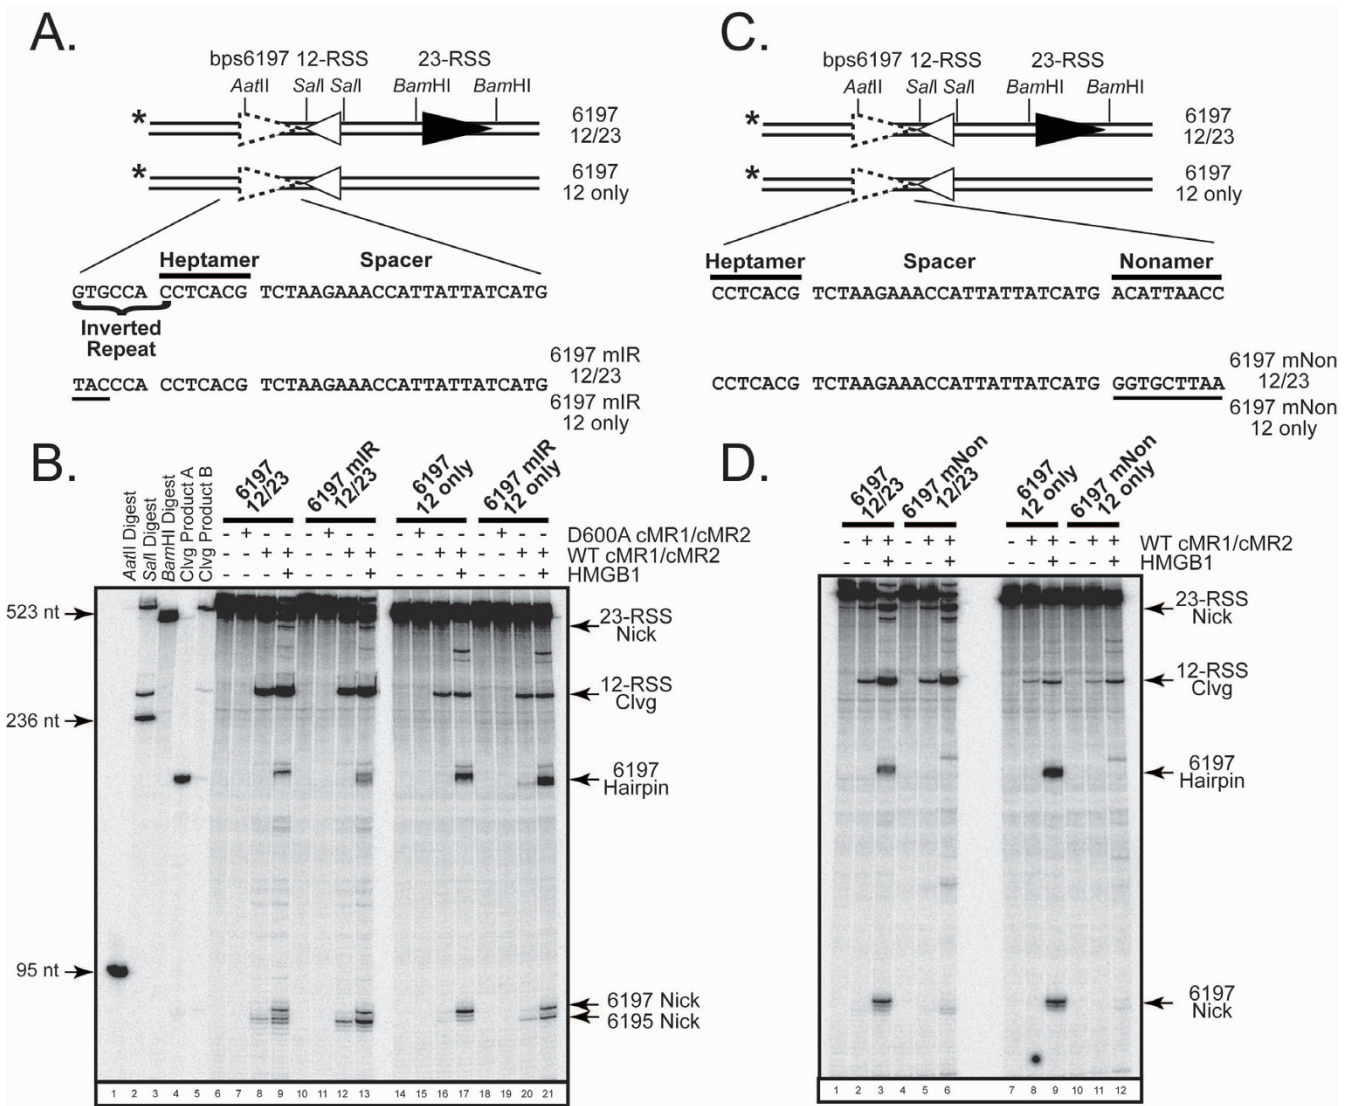 A.
bps6197 12-RSS 23-RSS
AatII SalI SalI BamHI BamHI
* 6197
12/23
* 6197
12 only
Heptamer Spacer
GTGCCA CCTCACG TCTAAGAAACCATTATTATCATG
Inverted
Repeat
6197 mIR
12/23
TACCCA CCTCACG TCTAAGAAACCATTATTATCATG
6197 mIR
12 only
C.
bps6197 12-RSS 23-RSS
AatII SalI SalI BamHI BamHI
* 6197
12/23
* 6197
12 only
Heptamer Spacer Nonamer
CCTCACG TCTAAGAAACCATTATTATCATG ACATTAACC
6197 mNon
12/23
CCTCACG TCTAAGAAACCATTATTATCATG GGTGCTTAA
6197 mNon
12 only
B.
AatII Digest
SalI Digest
BamHI Digest
Clvg Product A
Clvg Product B
6197
12/23
6197 mIR
12/23
6197
12 only
6197 mIR
12 only
- + - - - + - - - + - - - + - - D600A cMR1/cMR2
- - + + - - + + - - + + - - + + WT cMR1/cMR2
- - - + - - - + - - - + - - - + HMGB1
523 nt
236 nt
95 nt
23-RSS
Nick
12-RSS
Clvg
6197
Hairpin
6197 Nick
6195 Nick
1 2 3 4 5 6 7 8 9 10 11 12 13 14 15 16 17 18 19 20 21
D.
6197
12/23
6197 mNon
12/23
6197
12 only
6197 mNon
12 only
- + + - + + - + + - + + WT cMR1/cMR2
- - + - - + - - + - - + HMGB1
23-RSS
Nick
12-RSS
Clvg
6197
Hairpin
6197
Nick
1 2 3 4 5 6 7 8 9 10 11 12